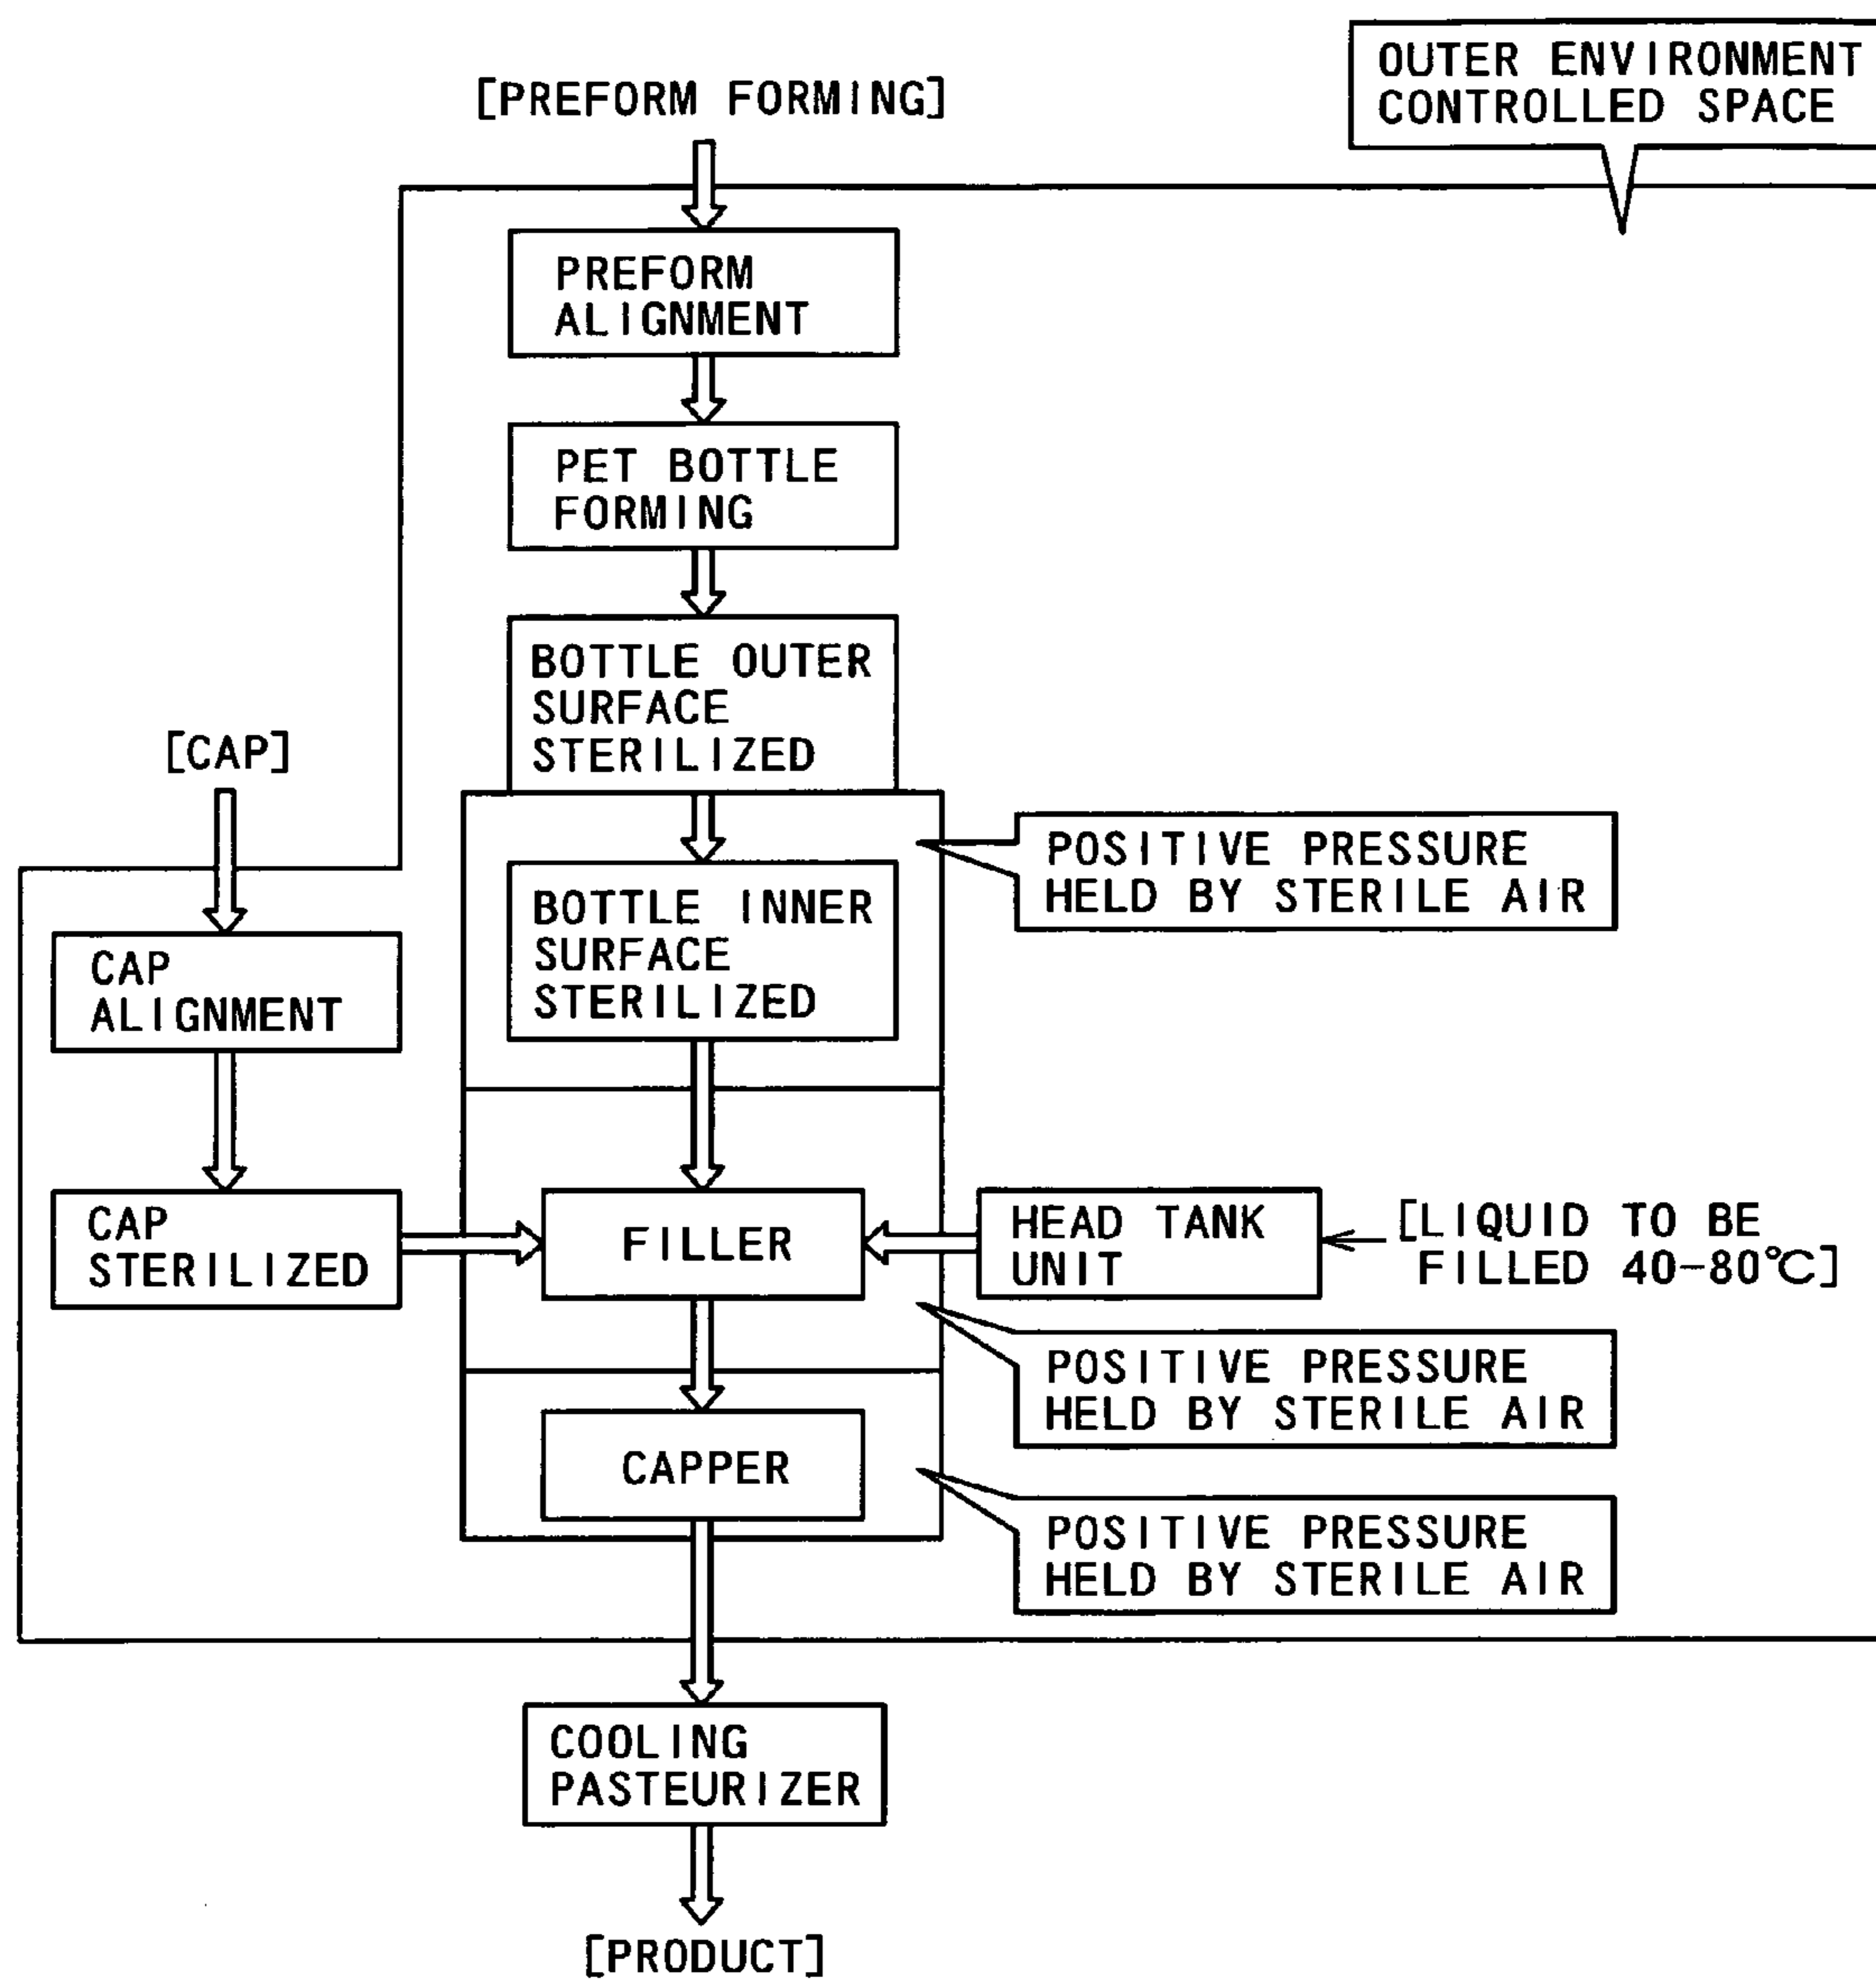 OUTER ENVIRONMENT
CONTROLLED SPACE
[PREFORM FORMING]
PREFORM
ALIGNMENT
PET BOTTLE
FORMING
BOTTLE OUTER
SURFACE
STERILIZED
[CAP]
POSITIVE PRESSURE
HELD BY STERILE AIR
BOTTLE INNER
SURFACE
STERILIZED
CAP
ALIGNMENT
CAP
STERILIZED
FILLER
HEAD TANK
UNIT
[LIQUID TO BE
FILLED 40-80℃]
POSITIVE PRESSURE
HELD BY STERILE AIR
CAPPER
POSITIVE PRESSURE
HELD BY STERILE AIR
COOLING
PASTEURIZER
[PRODUCT]